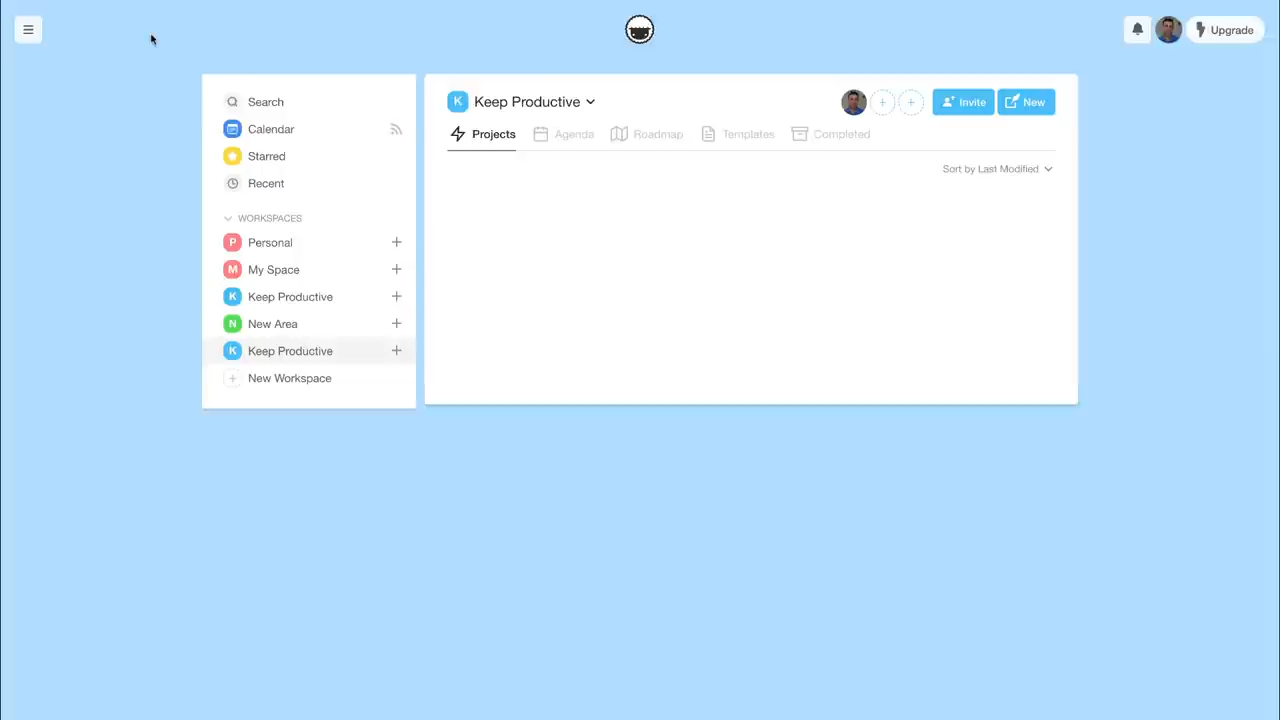 Upgrade
Search
Calendar
Starred
Recent
WORKSPACES
P Personal
M My Space
K Keep Productive
N New Area
K Keep Productive
New Workspace
K Keep Productive
Invite
New
Projects
Agenda
Roadmap
Templates
Completed
Sort by Last Modified